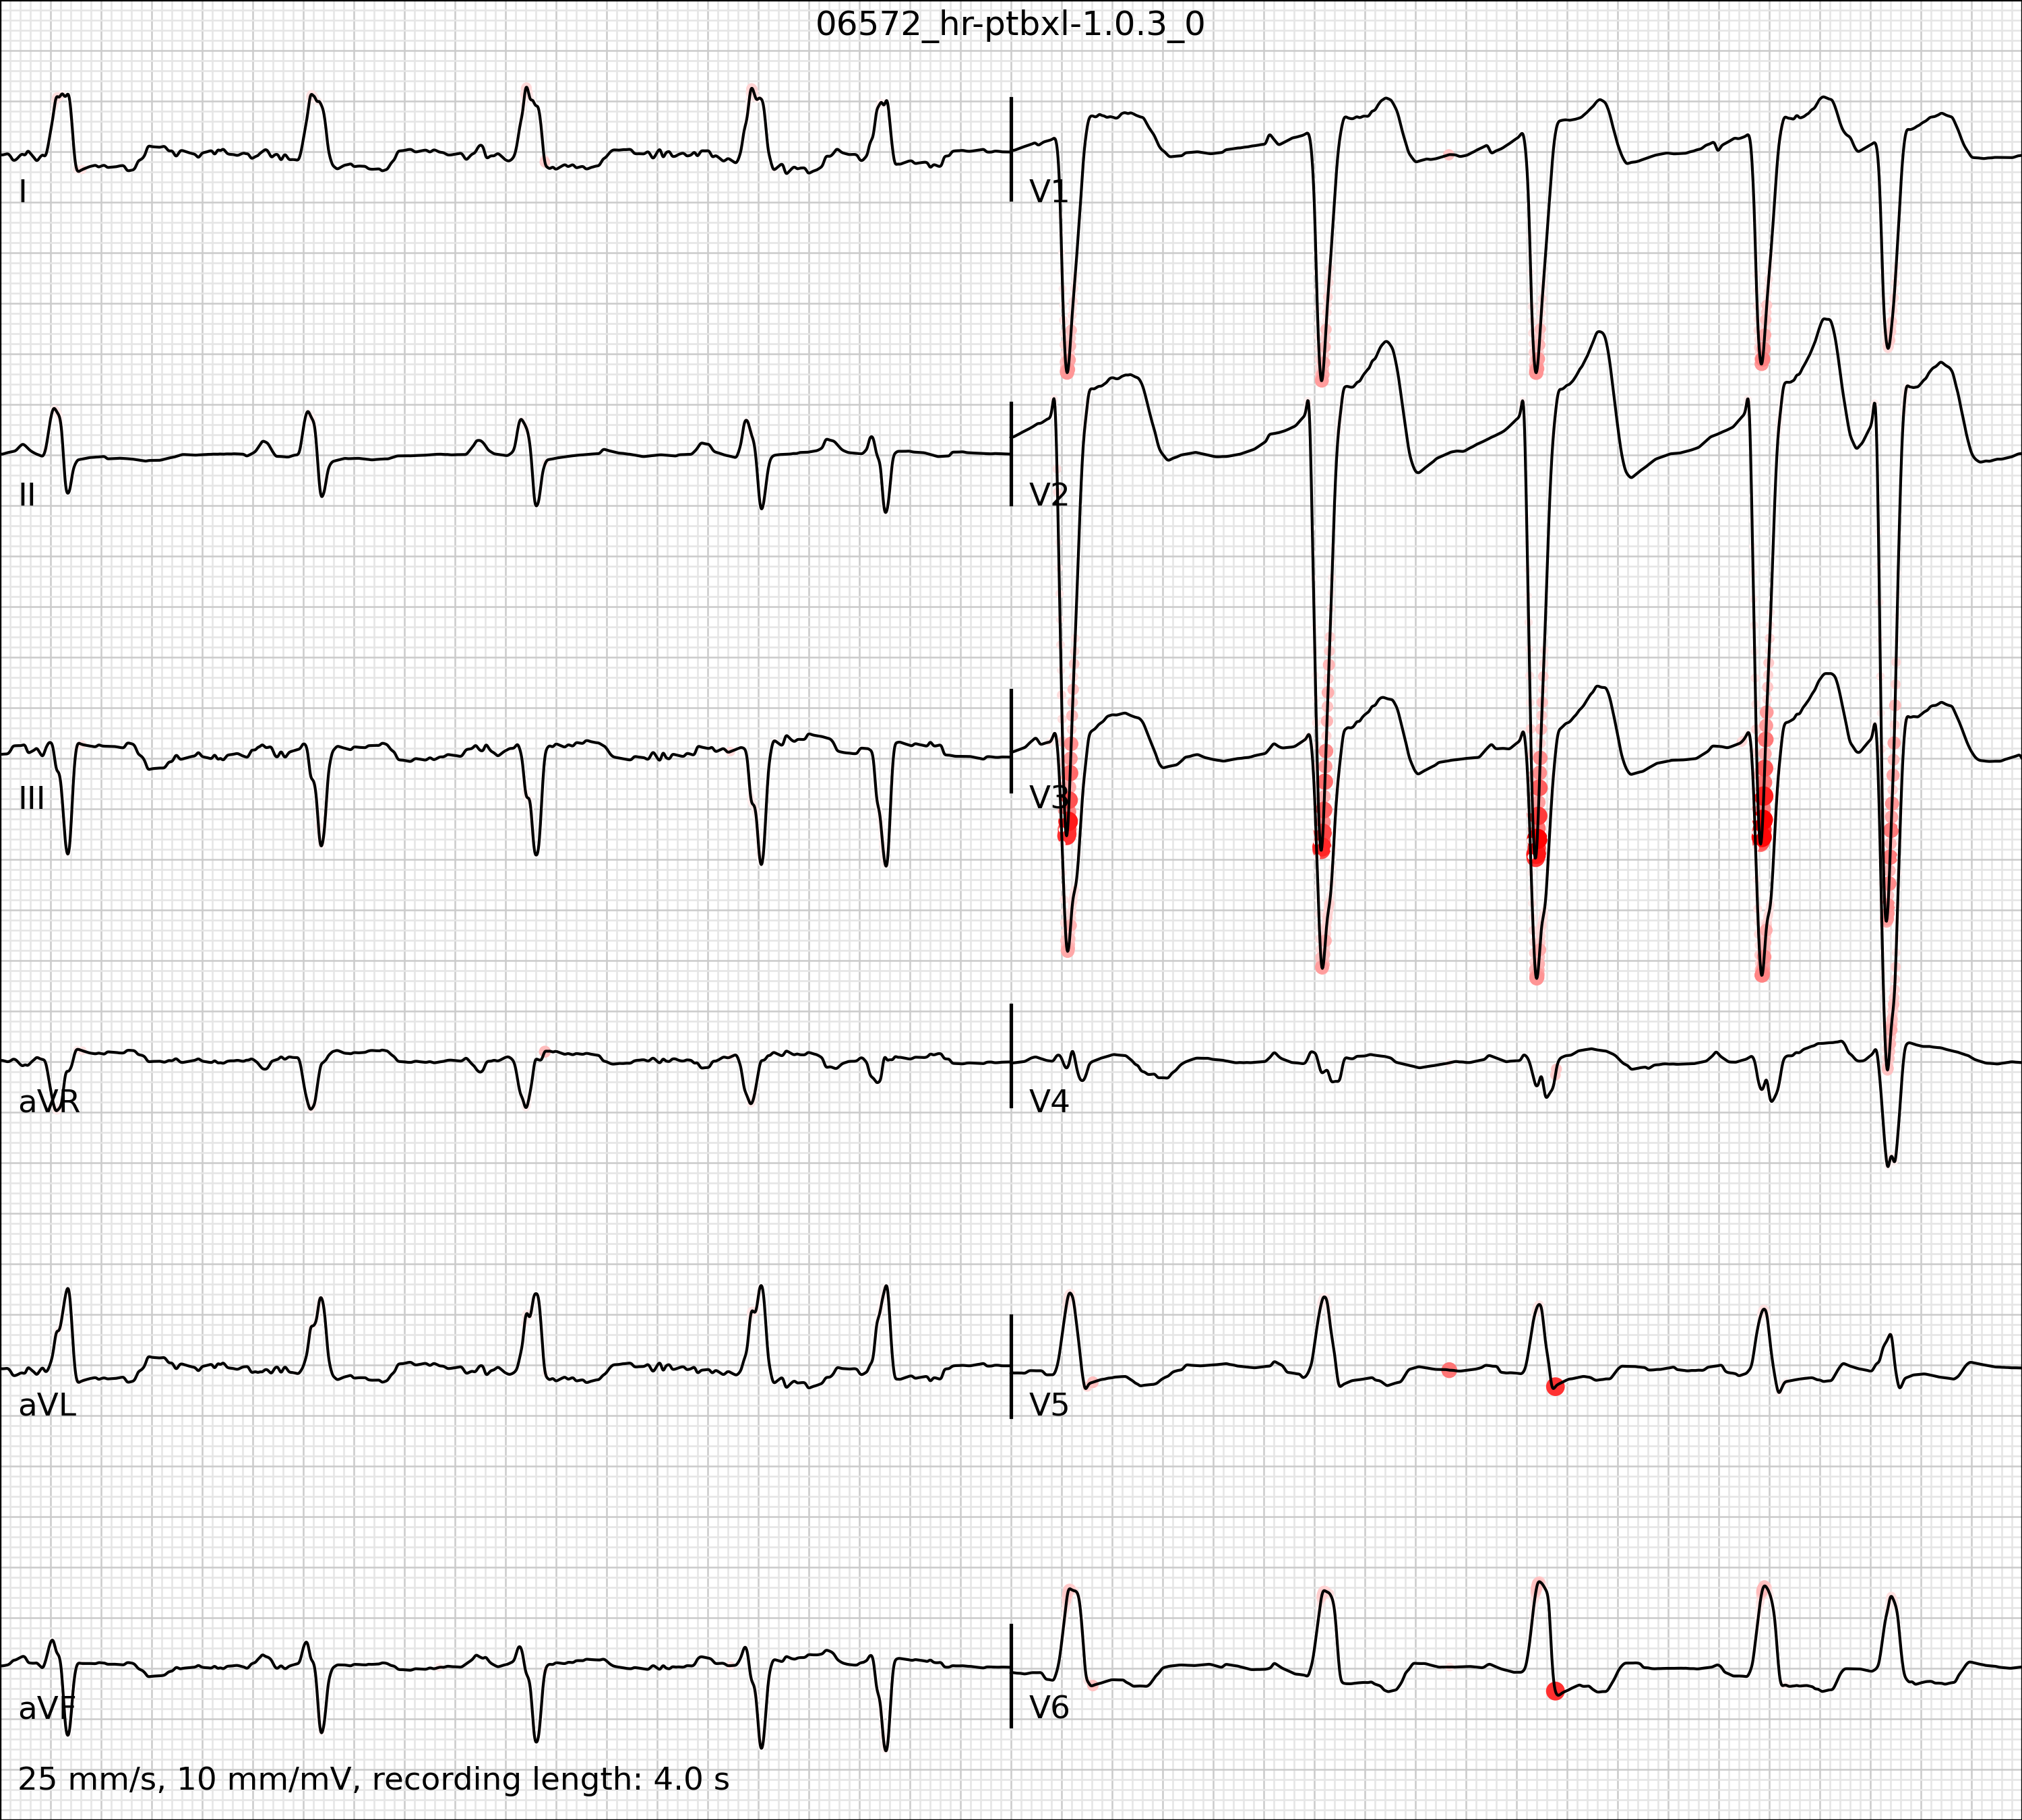 06572_hr-ptbxl-1.0.3_0
I
V1
II
V2
III
V3
aVR
V4
aVL
V5
aVF
V6
25 mm/s, 10 mm/mV, recording length: 4.0 s